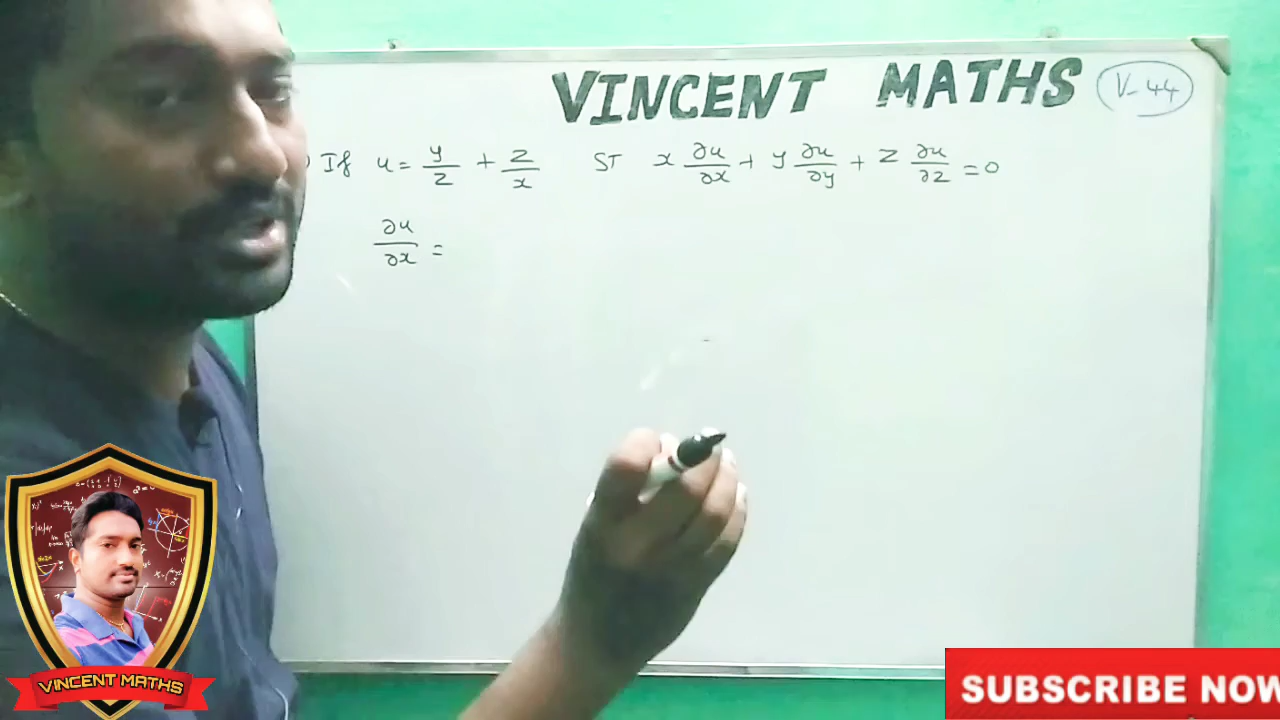 VINCENT MATHS V-44
) If u = y/z + z/x ST x ∂u/∂x + y ∂u/∂y + z ∂u/∂z = 0
∂u/∂x =
VINCENT MATHS
SUBSCRIBE NOW